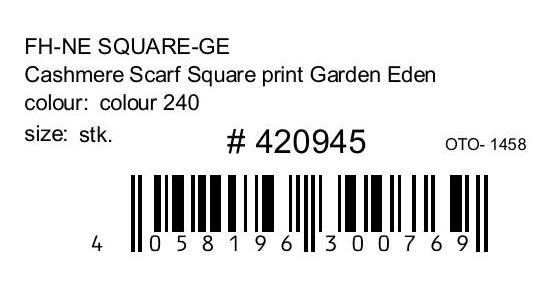 FH-NE SQUARE-GE
Cashmere Scarf Square print Garden Eden
colour: colour 240
size: stk.
# 420945
OTO- 1458
4 058196 300769